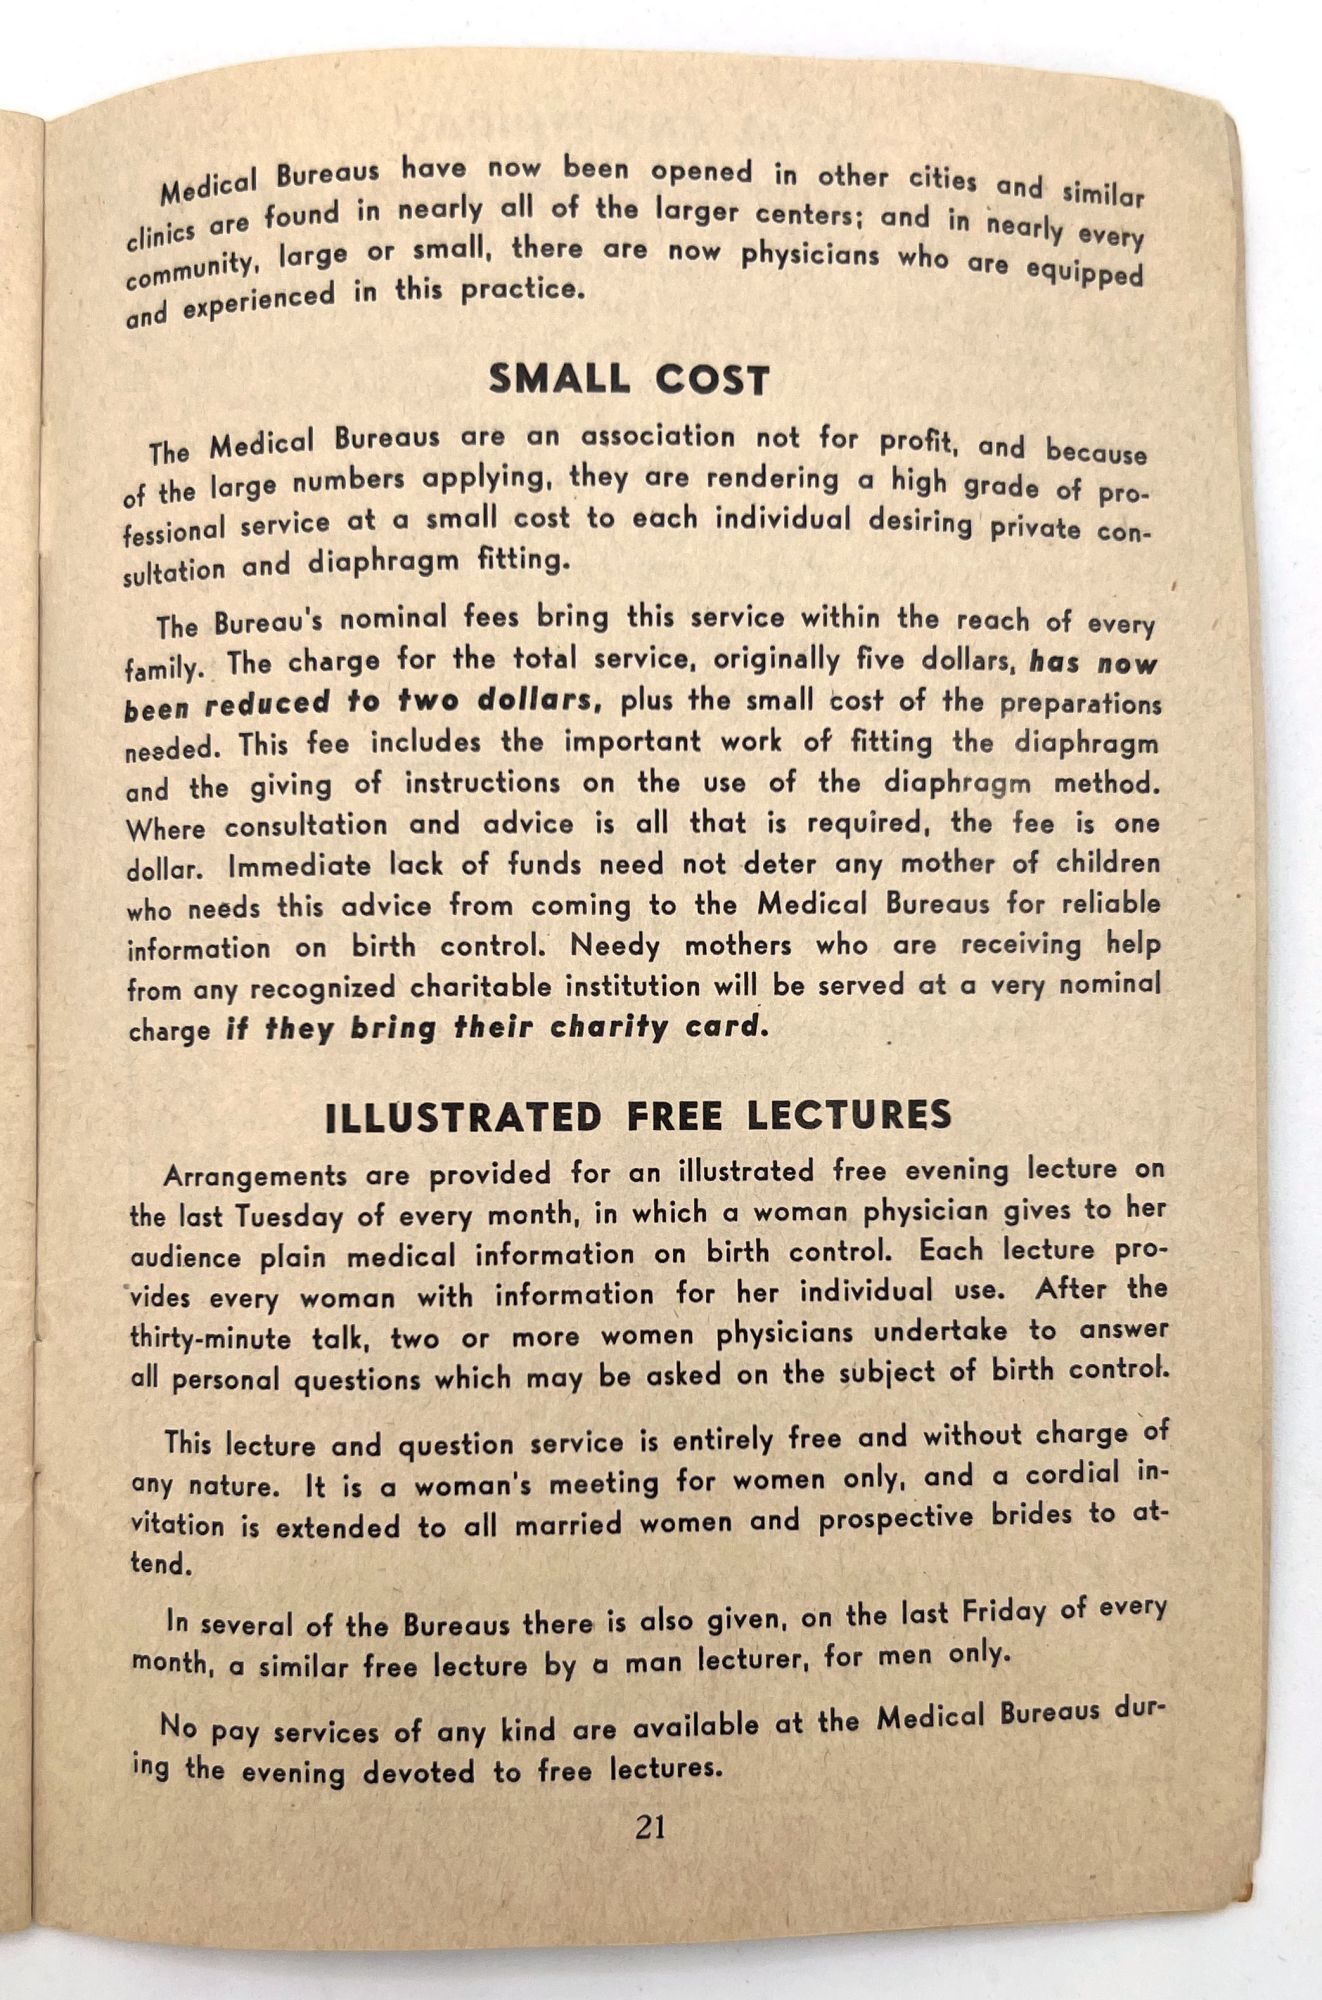 Medical Bureaus have now been opened in other cities and similar
clinics are found in nearly all of the larger centers; and in nearly every
community, large or small, there are now physicians who are equipped
and experienced in this practice.
SMALL COST
The Medical Bureaus are an association not for profit, and because
of the large numbers applying, they are rendering a high grade of pro-
fessional service at a small cost to each individual desiring private con-
sultation and diaphragm fitting.
The Bureau's nominal fees bring this service within the reach of every
family. The charge for the total service, originally five dollars, has now
been reduced to two dollars, plus the small cost of the preparations
needed. This fee includes the important work of fitting the diaphragm
and the giving of instructions on the use of the diaphragm method.
Where consultation and advice is all that is required, the fee is one
dollar. Immediate lack of funds need not deter any mother of children
who needs this advice from coming to the Medical Bureaus for reliable
information on birth control. Needy mothers who are receiving help
from any recognized charitable institution will be served at a very nominal
charge if they bring their charity card.
ILLUSTRATED FREE LECTURES
Arrangements are provided for an illustrated free evening lecture on
the last Tuesday of every month, in which a woman physician gives to her
audience plain medical information on birth control. Each lecture pro-
vides every woman with information for her individual use. After the
thirty-minute talk, two or more women physicians undertake to answer
all personal questions which may be asked on the subject of birth control.
This lecture and question service is entirely free and without charge of
any nature. It is a woman's meeting for women only, and a cordial in-
vitation is extended to all married women and prospective brides to at-
tend.
In several of the Bureaus there is also given, on the last Friday of every
month, a similar free lecture by a man lecturer, for men only.
No pay services of any kind are available at the Medical Bureaus dur-
ing the evening devoted to free lectures.
21